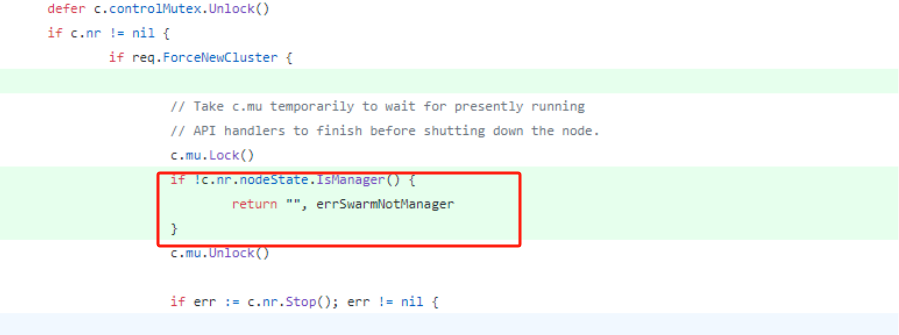 defer c.controlMutex.Unlock()
if c.nr != nil {
if req.ForceNewCluster {
// Take c.mu temporarily to wait for presently running
// API handlers to finish before shutting down the node.
c.mu.Lock()
if !c.nr.nodeState.IsManager() {
return "", errSwarmNotManager
}
c.mu.Unlock()
if err := c.nr.Stop(); err != nil {